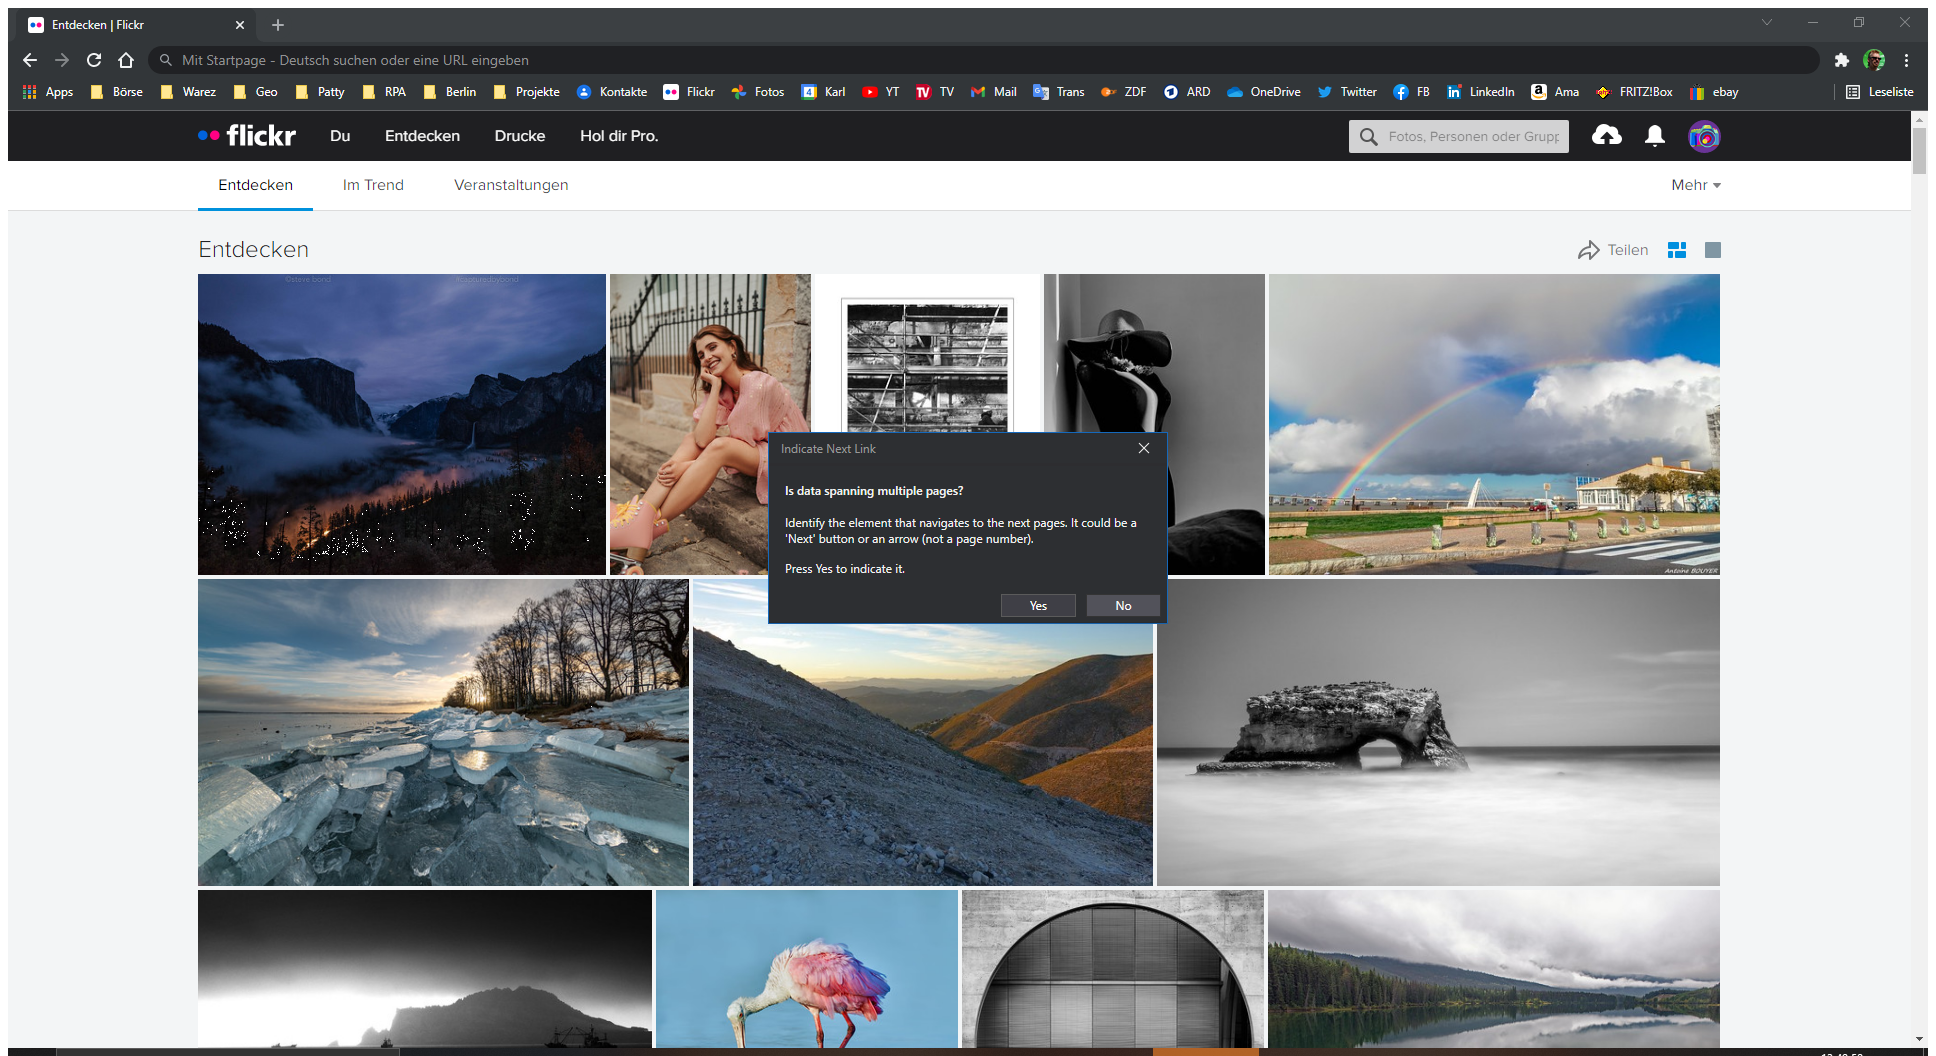 Entdecken | Flickr
Mit Startpage - Deutsch suchen oder eine URL eingeben
Apps Börse Warez Geo Patty RPA Berlin Projekte Kontakte Flickr Fotos Karl YT TV Mail Trans ZDF ARD OneDrive Twitter FB LinkedIn Ama FRITZ!Box ebay Leseliste
flickr Du Entdecken Drucke Hol dir Pro. Fotos, Personen oder Grupp
Entdecken Im Trend Veranstaltungen Mehr
Entdecken Teilen
©steve bond
Antoine BOUYER
Indicate Next Link
Is data spanning multiple pages?
Identify the element that navigates to the next pages. It could be a
'Next' button or an arrow (not a page number).
Press Yes to indicate it.
Yes No